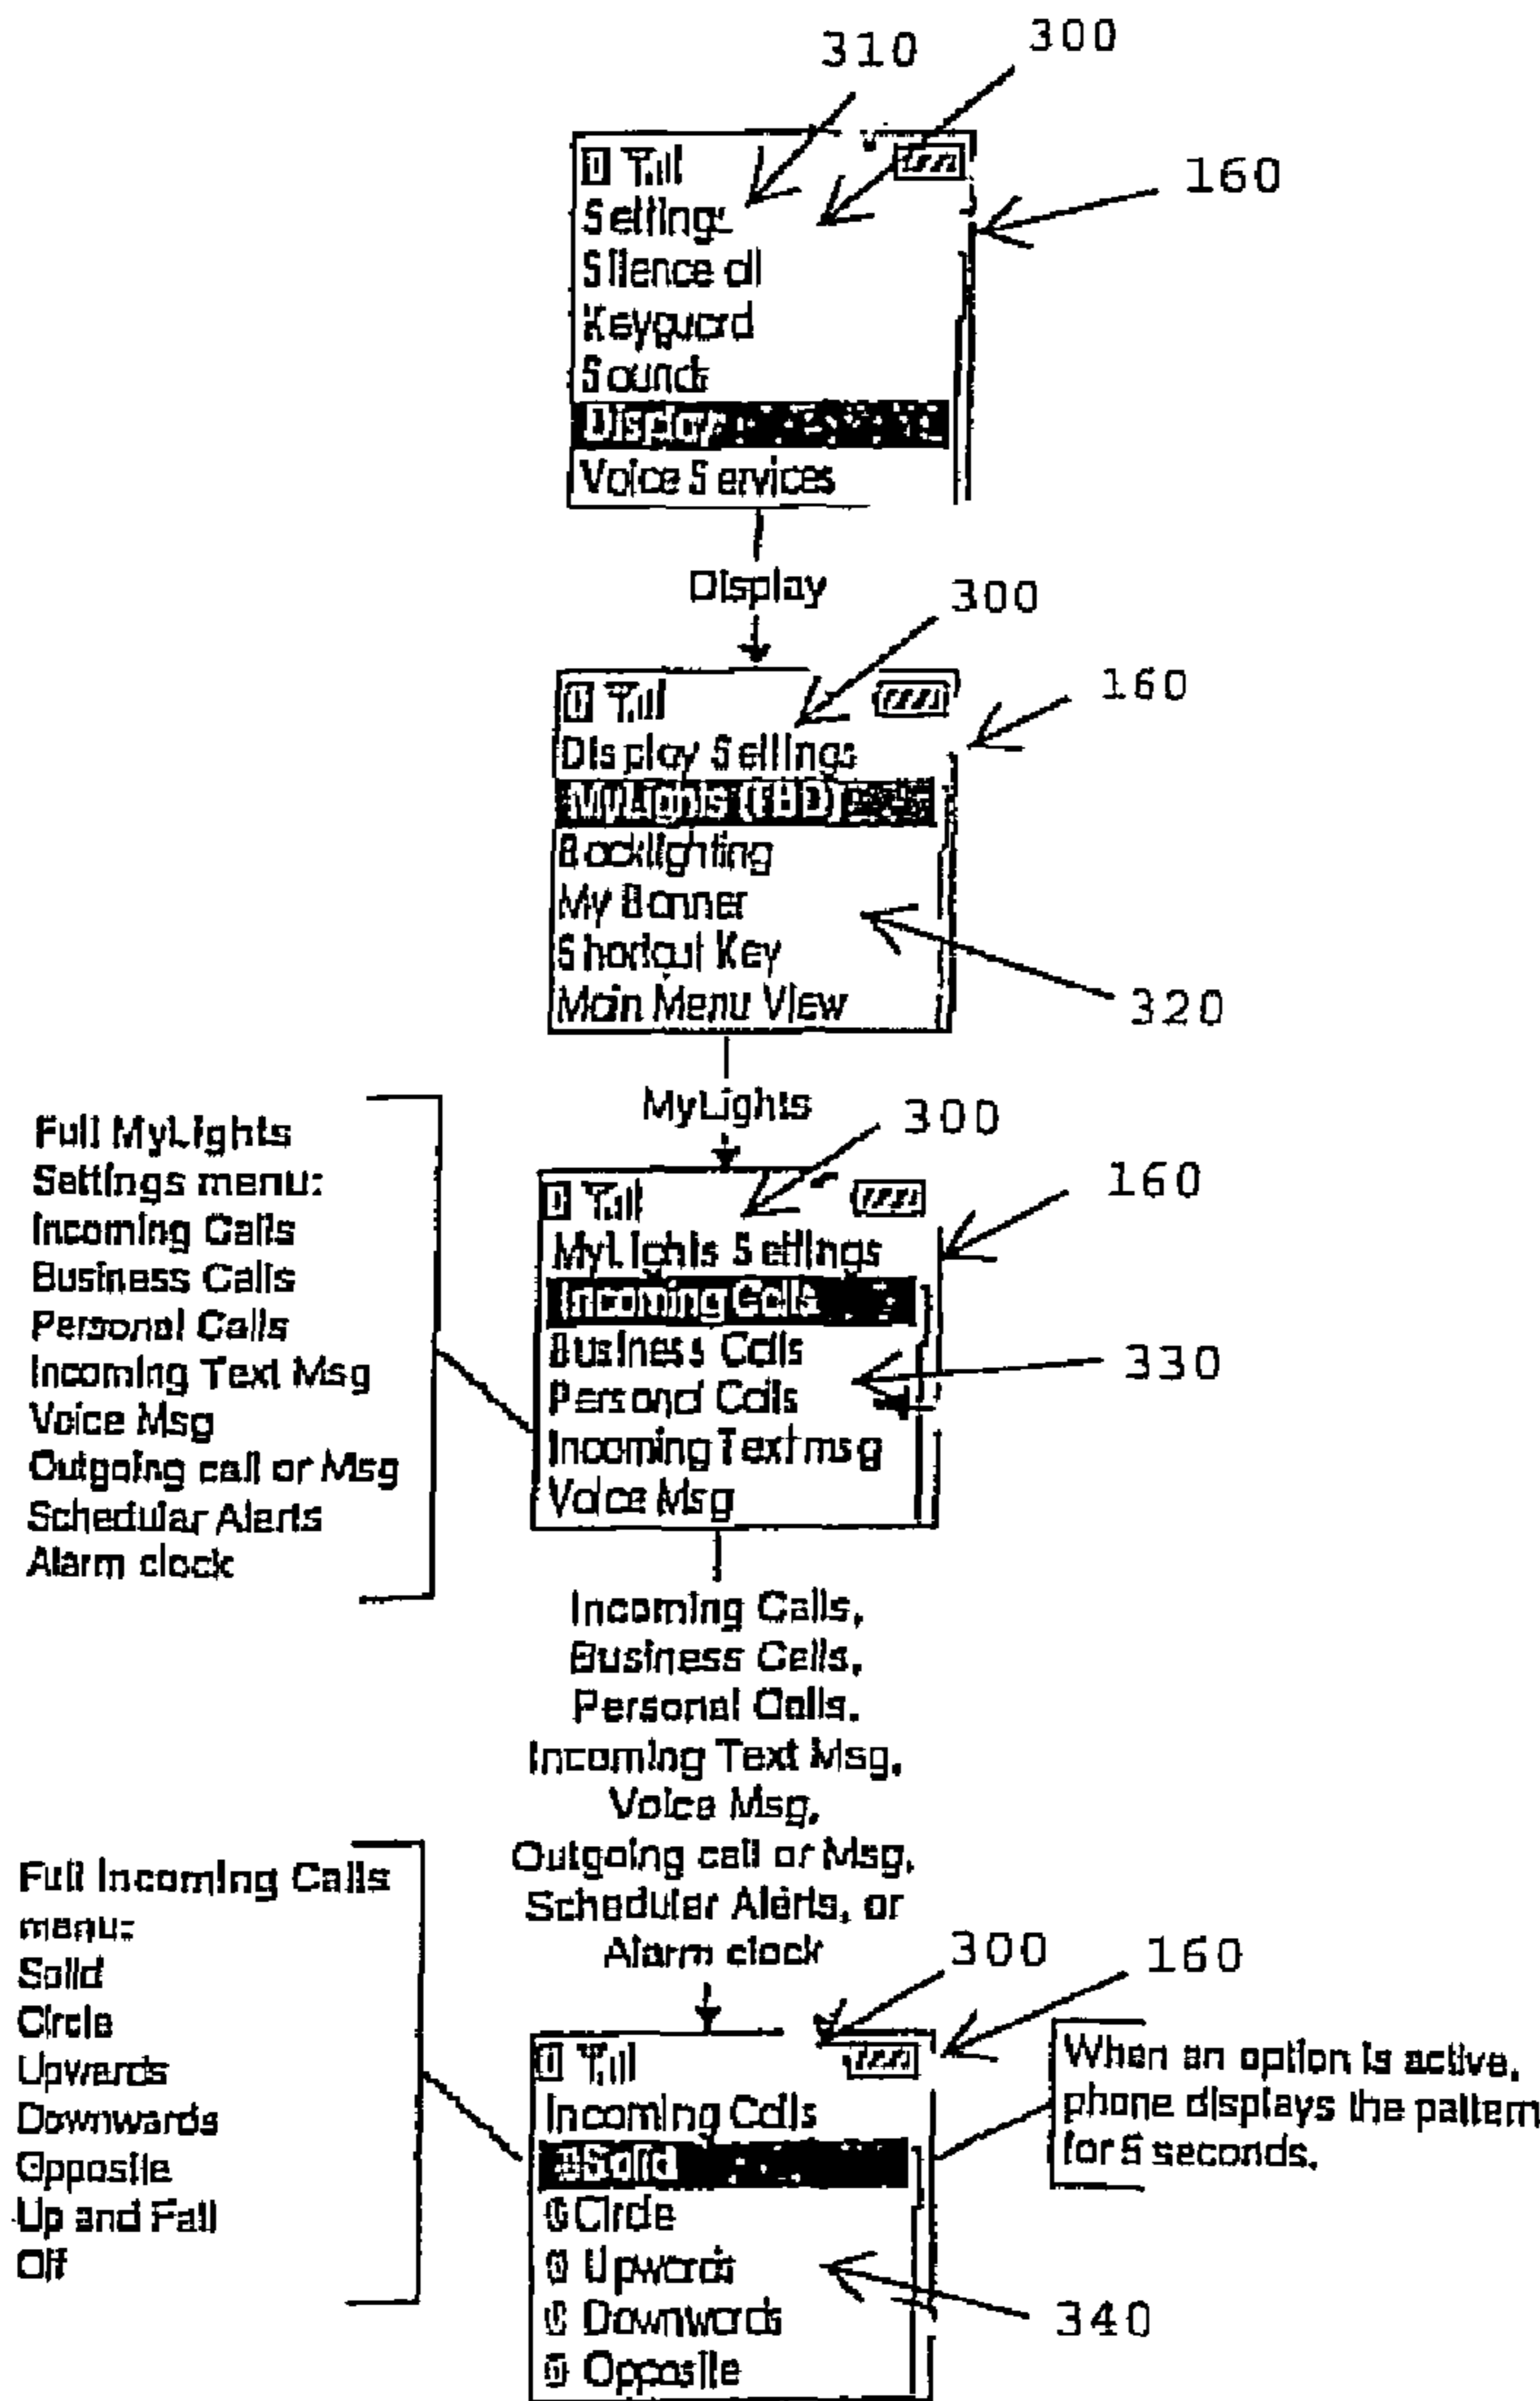 310
300
160
Settings
Silence all
Keyguard
Sounds
Display
Voice Services
Display
300
160
Display Settings
MyLights (TBD)
Backlighting
My Banner
Shortcut Key
Main Menu View
320
MyLights
300
160
Full MyLights
Settings menu:
Incoming Calls
Business Calls
Personal Calls
Incoming Text Msg
Voice Msg
Outgoing call or Msg
Schedular Alerts
Alarm clock
MyLights Settings
Incoming Calls
Business Calls
Personal Calls
Incoming Text msg
Voice Msg
330
Incoming Calls,
Business Calls,
Personal Calls,
Incoming Text Msg,
Voice Msg,
Outgoing call or Msg,
Schedular Alerts, or
Alarm clock
300
160
Full Incoming Calls
menu:
Solid
Circle
Upwards
Downwards
Opposite
Up and Fall
Off
Incoming Calls
Solid
Circle
Upwards
Downwards
Opposite
When an option is active,
phone displays the pattern
for 5 seconds.
340